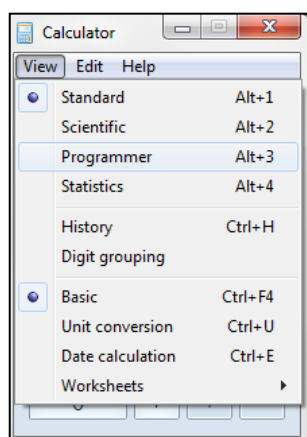 Calculator
View Edit Help
Standard Alt+1
Scientific Alt+2
Programmer Alt+3
Statistics Alt+4
History Ctrl+H
Digit grouping
Basic Ctrl+F4
Unit conversion Ctrl+U
Date calculation Ctrl+E
Worksheets